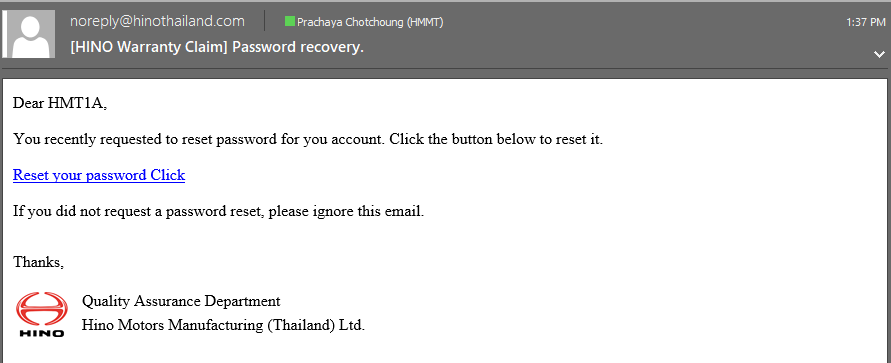 noreply@hinothailand.com Prachaya Chotchoung (HMMT) 1:37 PM
[HINO Warranty Claim] Password recovery.
Dear HMT1A,
You recently requested to reset password for you account. Click the button below to reset it.
Reset your password Click
If you did not request a password reset, please ignore this email.
Thanks,
Quality Assurance Department
HINO Hino Motors Manufacturing (Thailand) Ltd.